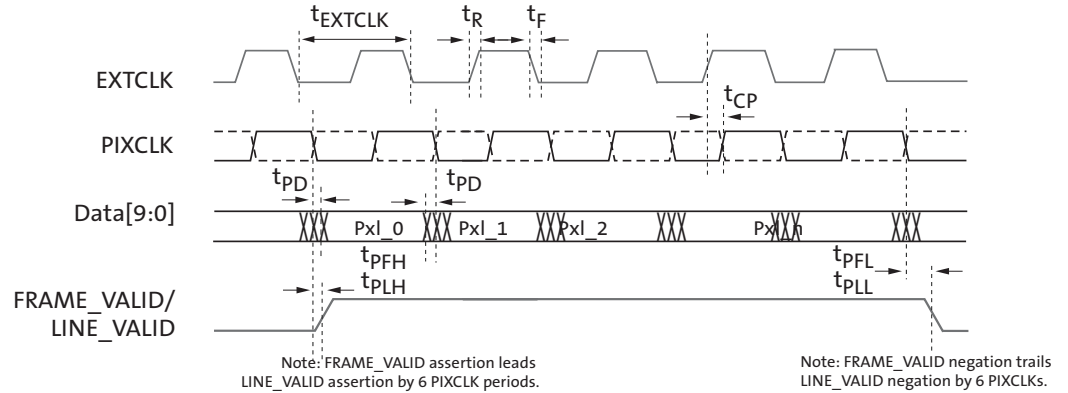 tEXTCLK
tR
tF
EXTCLK
tCP
PIXCLK
tPD
tPD
Data[9:0]
Pxl_0
Pxl_1
Pxl_2
Pxl_n
tPFH
tPLH
tPFL
tPLL
FRAME_VALID/
LINE_VALID
Note: FRAME_VALID assertion leads
LINE_VALID assertion by 6 PIXCLK periods.
Note: FRAME_VALID negation trails
LINE_VALID negation by 6 PIXCLKs.